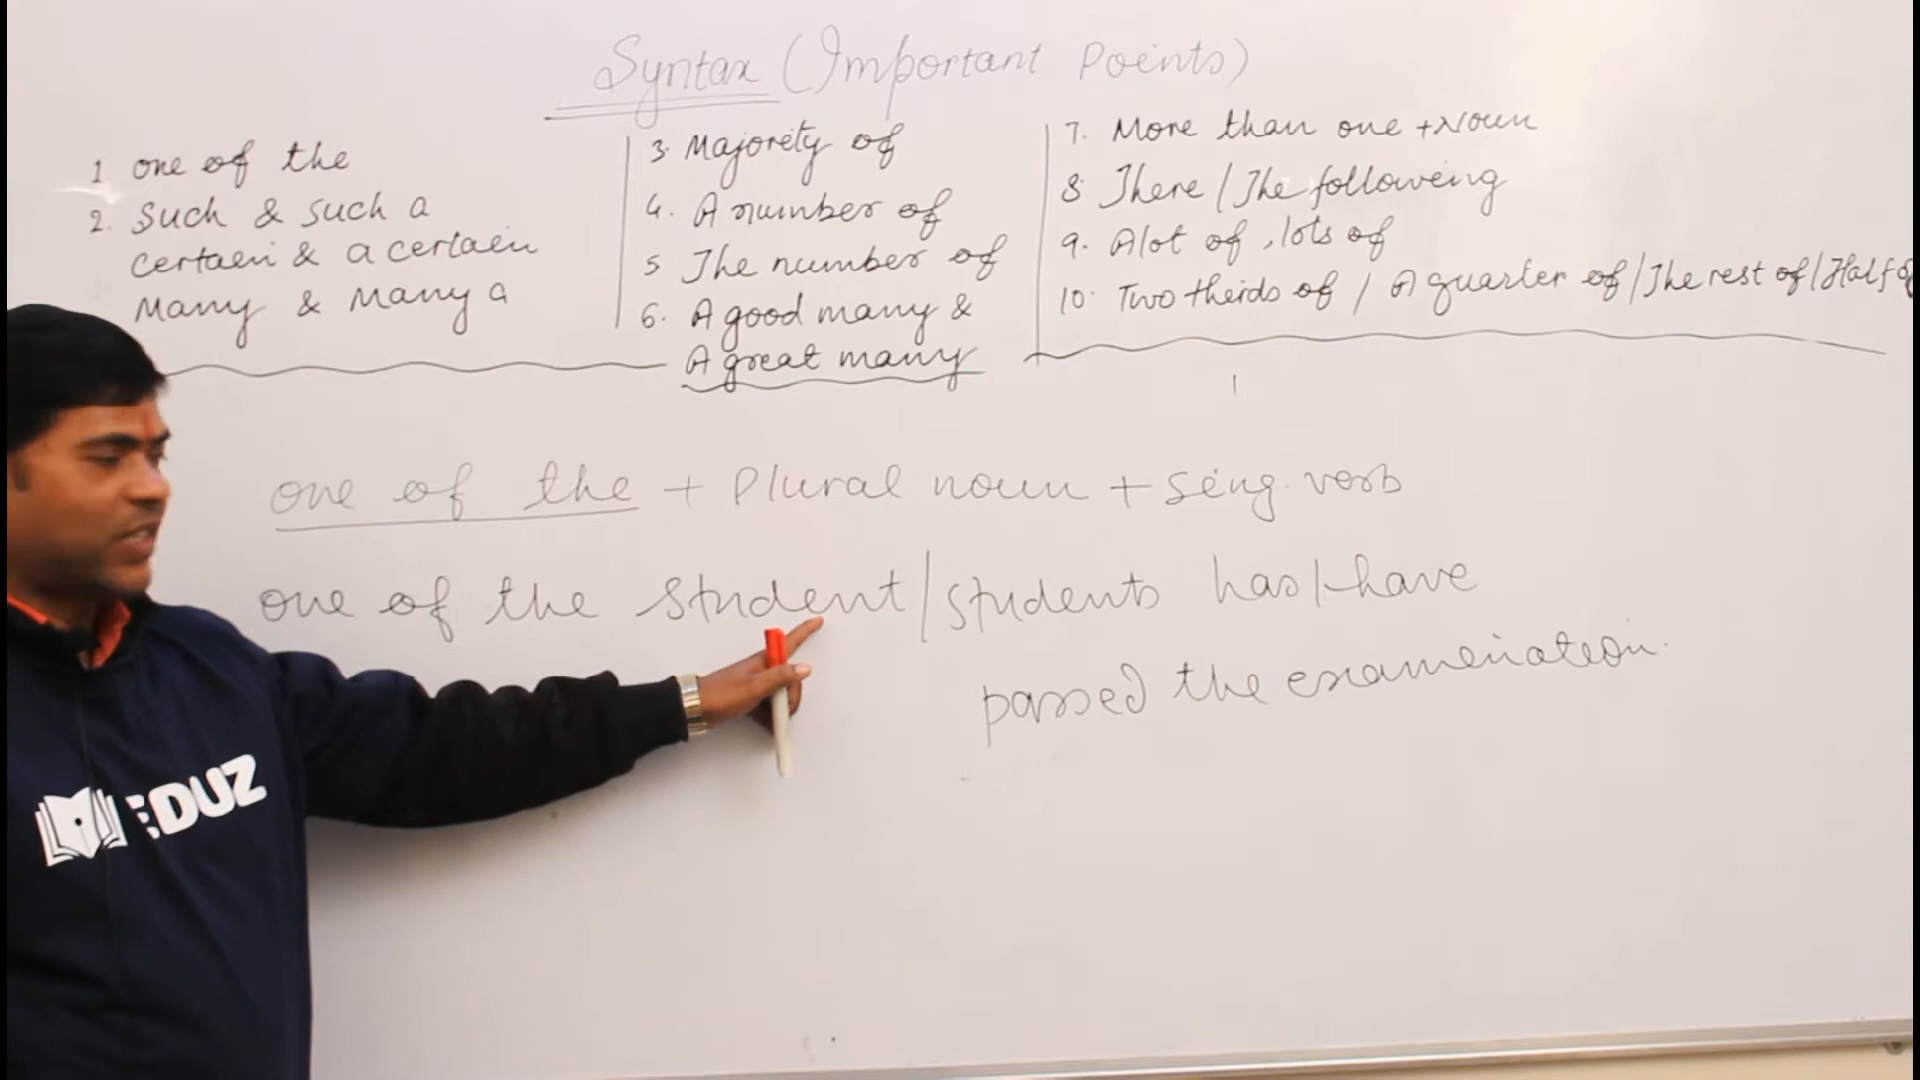 Syntax (Important Points)
1. one of the
2. Such & such a
certain & a certain
Many & Many a
3. Majority of
4. A number of
5 The number of
6. A good many &
A great many
7. More than one + Noun
8. There / The following
9. A lot of, lots of
10. Two thirds of / A quarter of / The rest of / Half of
one of the + Plural noun + sing. verb
one of the student / students has / have
passed the examination.
EDUZ